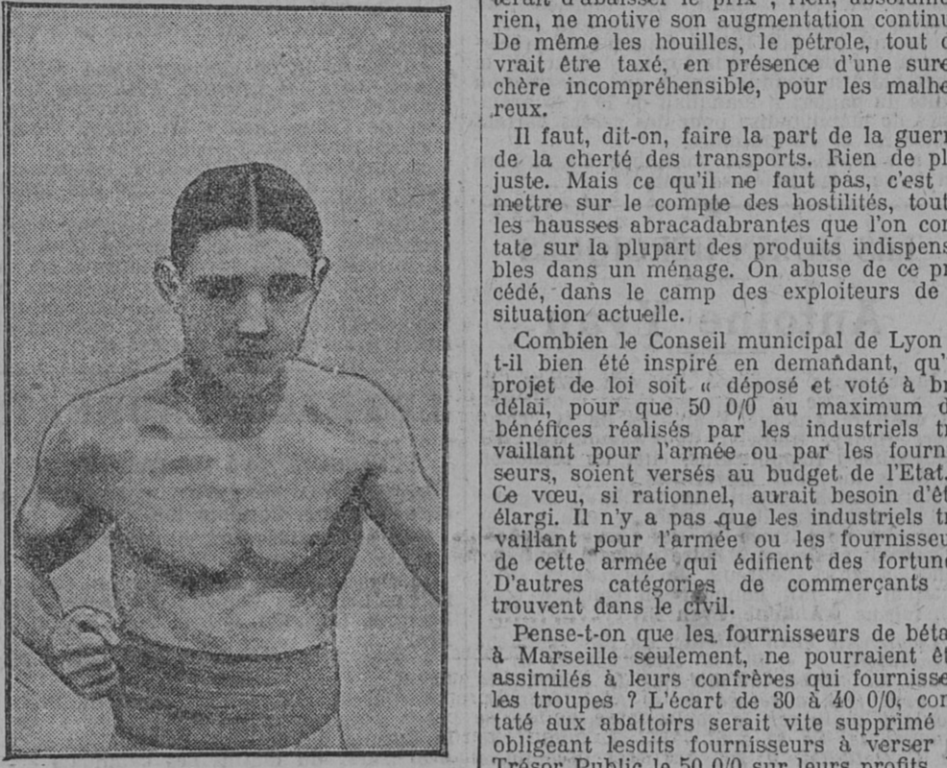 rien, ne motive son augmentation continu
De même les houilles, le pétrole, tout
vrait être taxé, en présence d'une sure
chère incompréhensible, pour les malhe
reux.
Il faut, dit-on, faire la part de la guerr
de la cherté des transports. Rien de pl
juste. Mais ce qu'il ne faut pas, c'est
mettre sur le compte des hostilités, tout
les hausses abracadabrantes que l'on con
tate sur la plupart des produits indispens
bles dans un ménage. On abuse de ce pr
cédé, dans le camp des exploiteurs de
situation actuelle.
Combien le Conseil municipal de Lyon
t-il bien été inspiré en demandant, qu'
projet de loi soit « déposé et voté à br
délai, pour que 50 0/0 au maximum d
bénéfices réalisés par les industriels tr
vaillant pour l'armée ou par les fourni
seurs, soient versés au budget de l'Etat.
Ce vœu, si rationnel, aurait besoin d'êt
élargi. Il n'y a pas que les industriels tr
vaillant pour l'armée ou les fournisseu
de cette armée qui édifient des fortune
D'autres catégories de commerçants
trouvent dans le civil.
Pense-t-on que les fournisseurs de béta
à Marseille seulement, ne pourraient êt
assimilés à leurs confrères qui fournisse
les troupes ? L'écart de 30 à 40 0/0, con
taté aux abattoirs serait vite supprimé
obligeant lesdits fournisseurs à verser
Trésor Public le 50 0/0 sur leurs profits